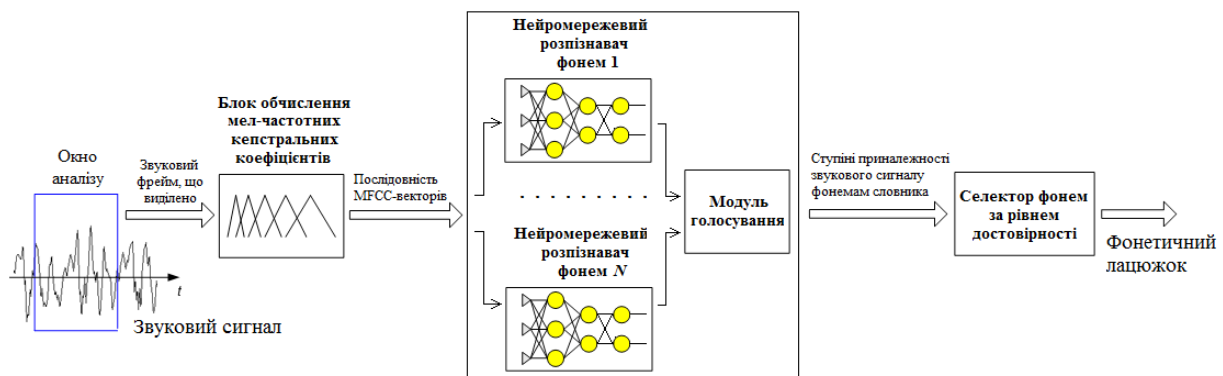 Окно
аналізу
t
Звуковий сигнал
Звуковий
фрейм, що
виділено
Блок обчислення
мел-частотних
кепстральних
коефіцієнтів
Послідовність
MFCC-векторів
Нейромережевий
розпізнавач
фонем 1
. . . . . . . . . . . .
Нейромережевий
розпізнавач
фонем N
Модуль
голосування
Ступіні приналежності
звукового сигналу
фонемам словника
Селектор фонем
за рівнем
достовірності
Фонетичний
лацюжок